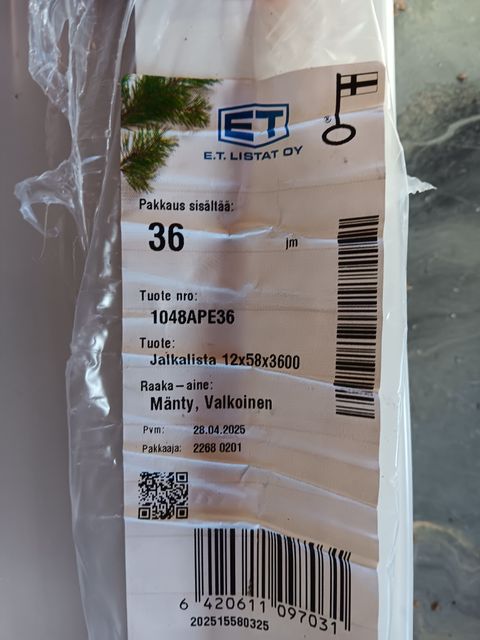 ET
E.T. LISTAT OY
®
Pakkaus sisältää:
36 jm
Tuote nro:
1048APE36
Tuote:
Jalkalista 12x58x3600
Raaka-aine:
Mänty, Valkoinen
Pvm: 28.04.2025
Pakkaaja: 2268 0201
6 420611 097031
202515580325